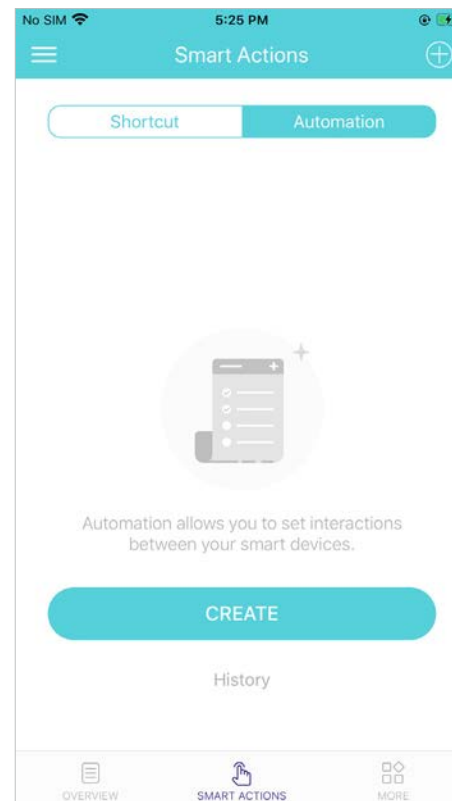 No SIM 5:25 PM
Smart Actions
Shortcut Automation
Automation allows you to set interactions
between your smart devices.
CREATE
History
OVERVIEW SMART ACTIONS MORE